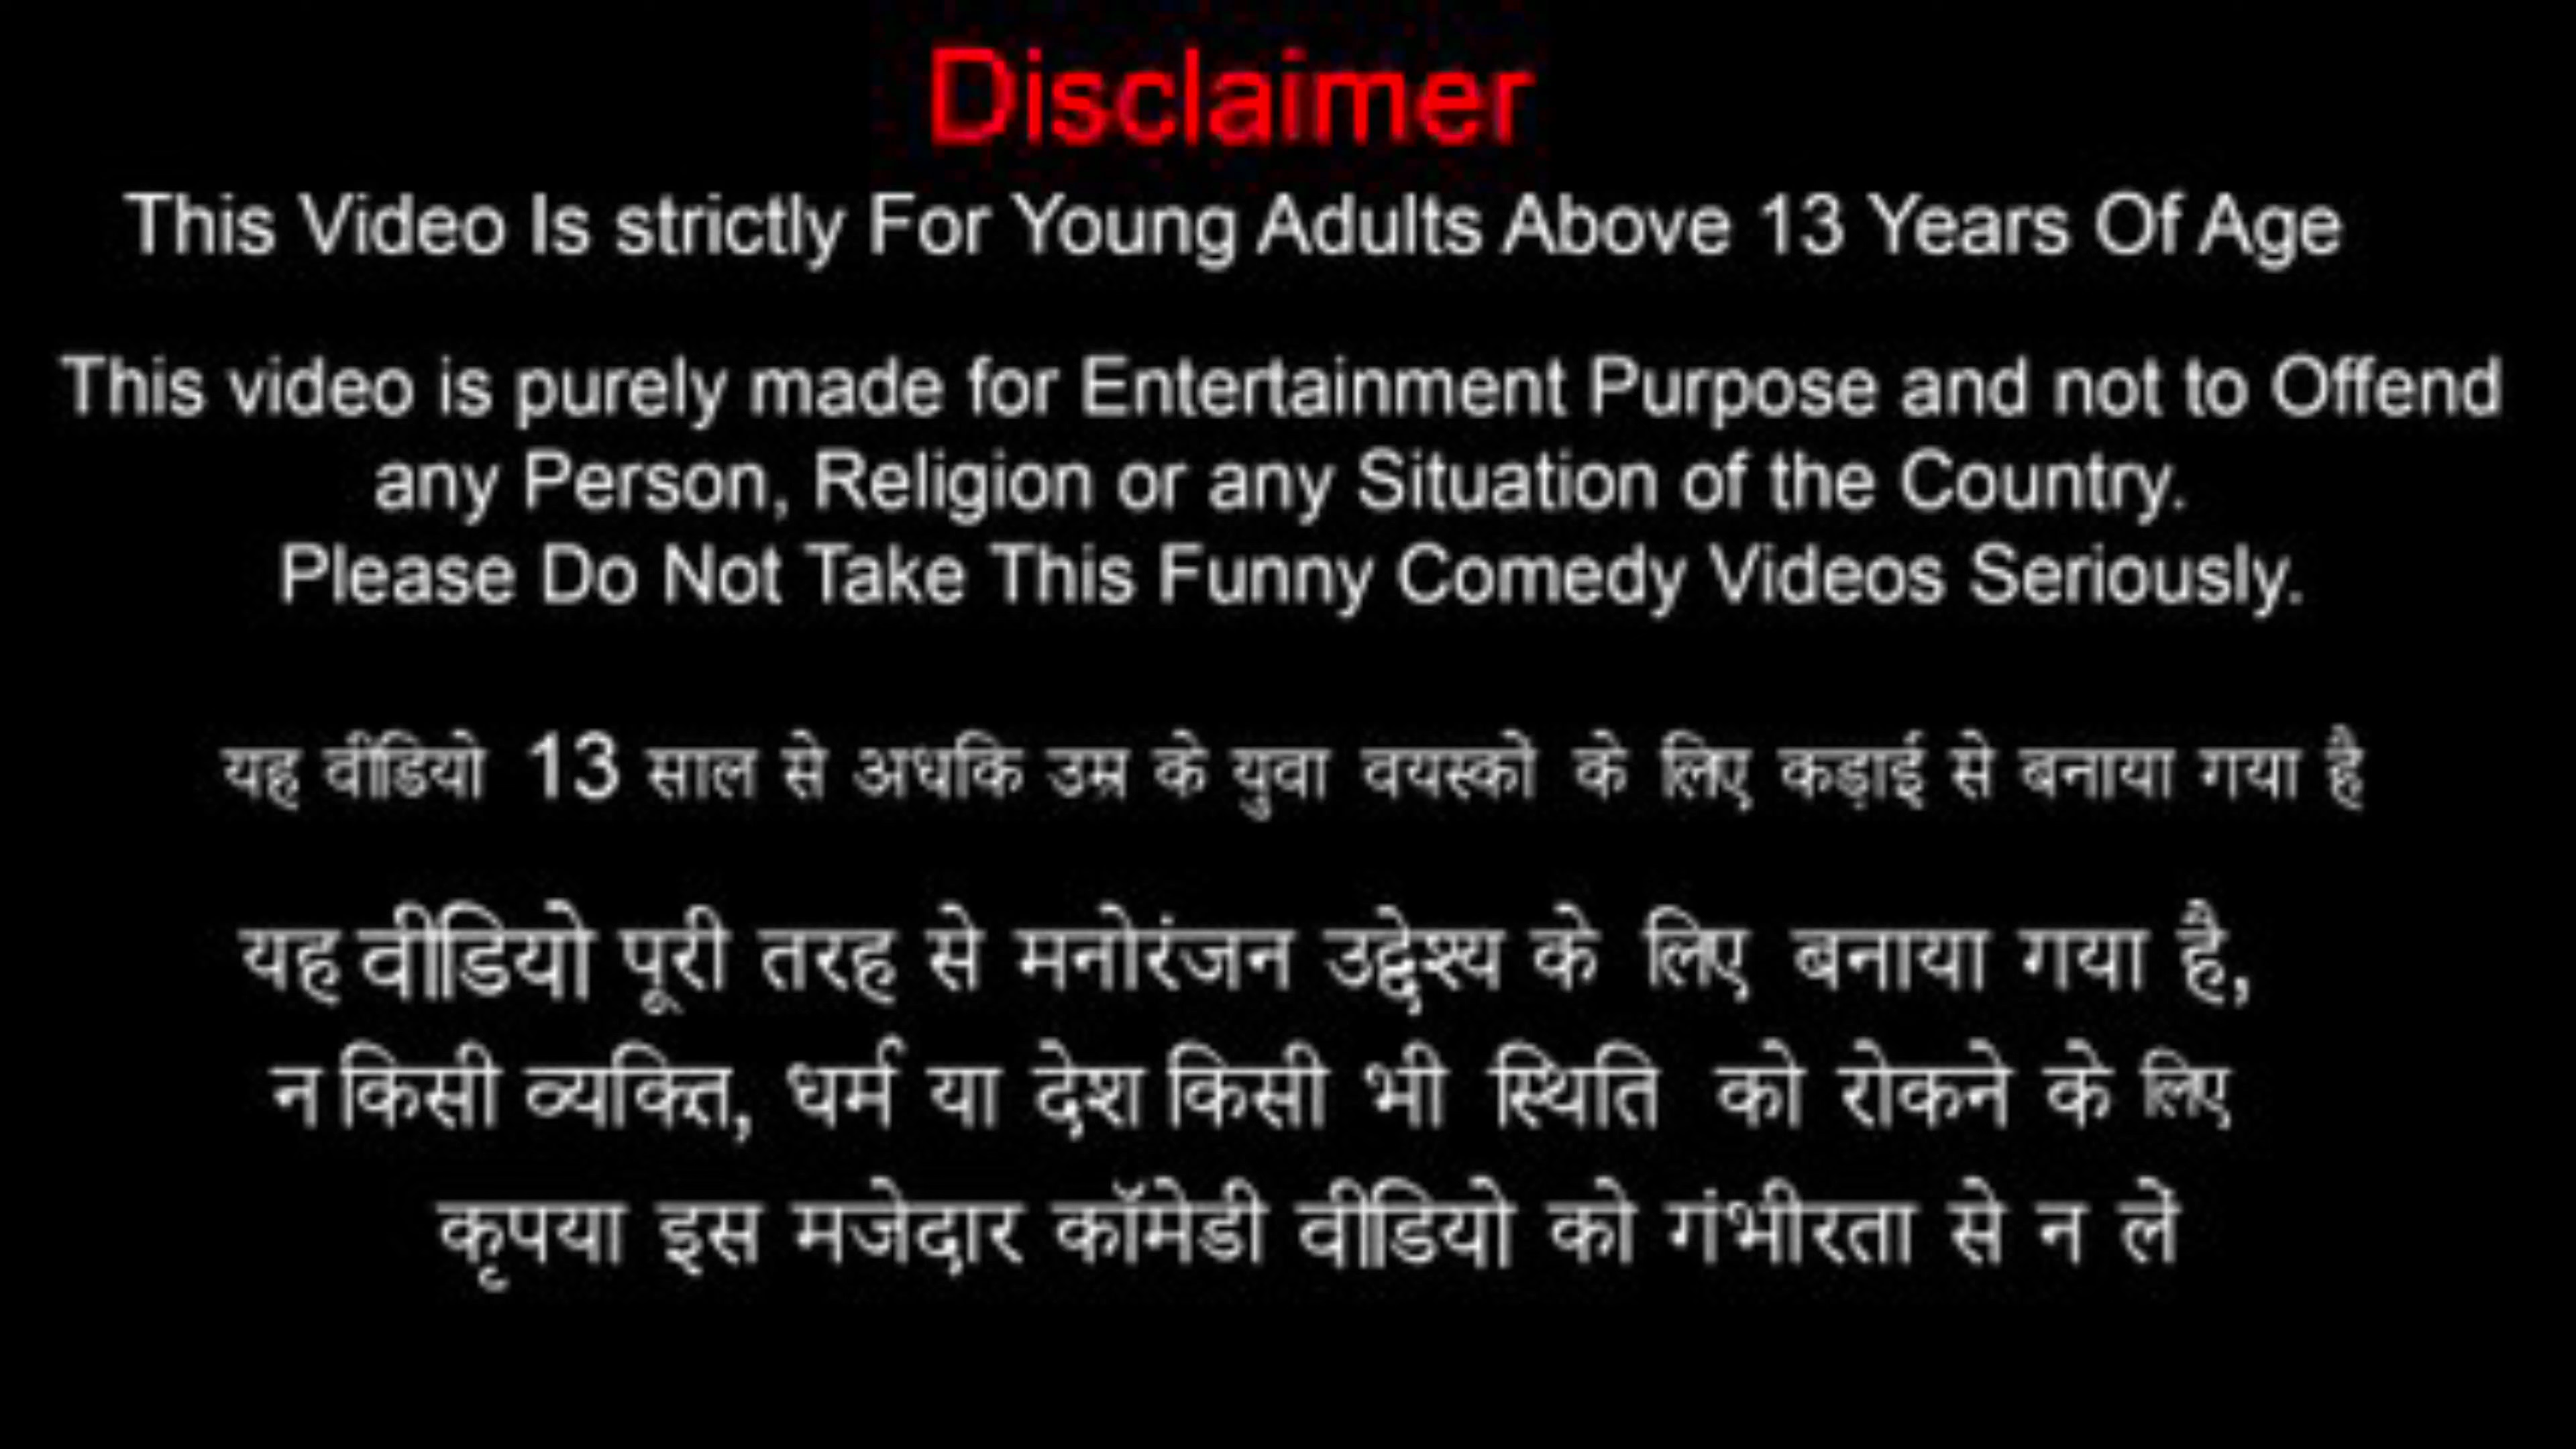 Disclaimer
This Video Is strictly For Young Adults Above 13 Years Of Age
This video is purely made for Entertainment Purpose and not to Offend
any Person, Religion or any Situation of the Country.
Please Do Not Take This Funny Comedy Videos Seriously.
यह वीडियो 13 साल से अधकि उम्र के युवा वयस्को के लिए कड़ाई से बनाया गया है
यह वीडियो पूरी तरह से मनोरंजन उद्देश्य के लिए बनाया गया है,
न किसी व्यक्ति, धर्म या देश किसी भी स्थिति को रोकने के लिए
कृपया इस मजेदार कॉमेडी वीडियो को गंभीरता से न लें